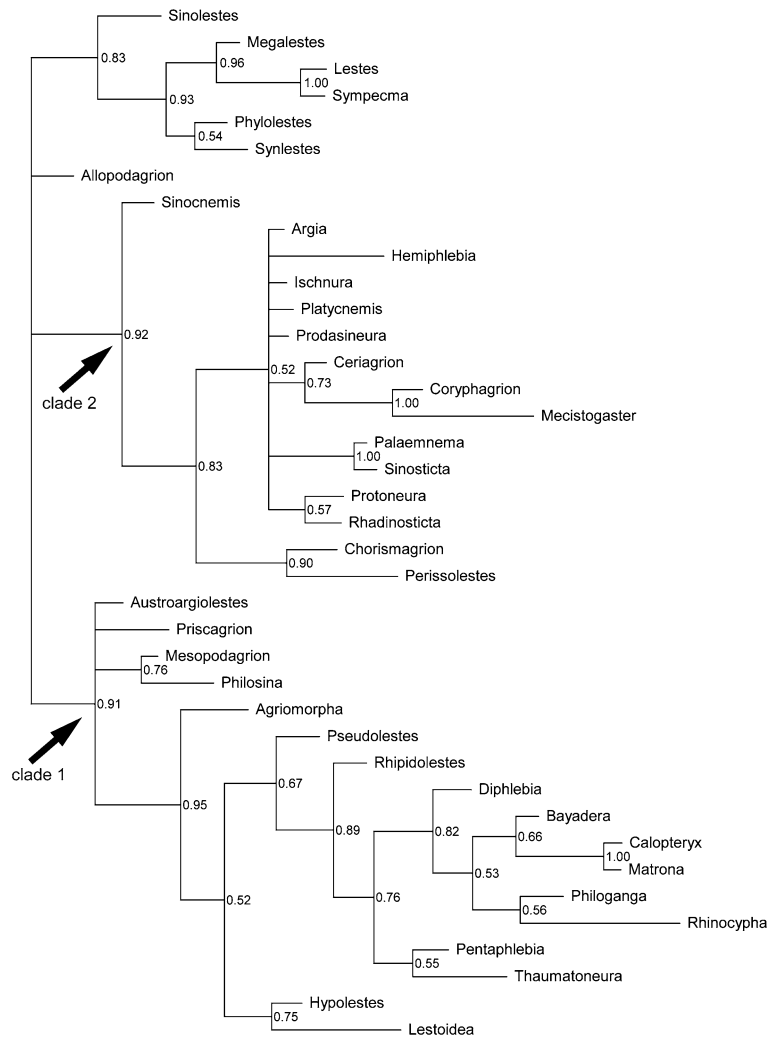 Sinolestes
Megalestes
0.83
0.96
Lestes
1.00
Sympecma
0.93
Phylolestes
0.54
Synlestes
Allopodagrion
Sinocnemis
Argia
Hemiphlebia
Ischnura
Platycnemis
0.92
Prodasineura
Ceriagrion
0.52
0.73
Coryphagrion
clade 2
1.00
Mecistogaster
Palaemnema
1.00
0.83
Sinosticta
Protoneura
0.57
Rhadinosticta
Chorismagrion
0.90
Perissolestes
Austroargiolestes
Priscagrion
Mesopodagrion
0.76
Philosina
0.91
Agriomorpha
Pseudolestes
Rhipidolestes
clade 1
0.67
Diphlebia
0.95
Bayadera
0.89
0.82
0.66
Calopteryx
1.00
Matrona
0.53
0.76
Philoganga
0.52
0.56
Rhinocypha
Pentaphlebia
0.55
Thaumatoneura
Hypolestes
0.75
Lestoidea